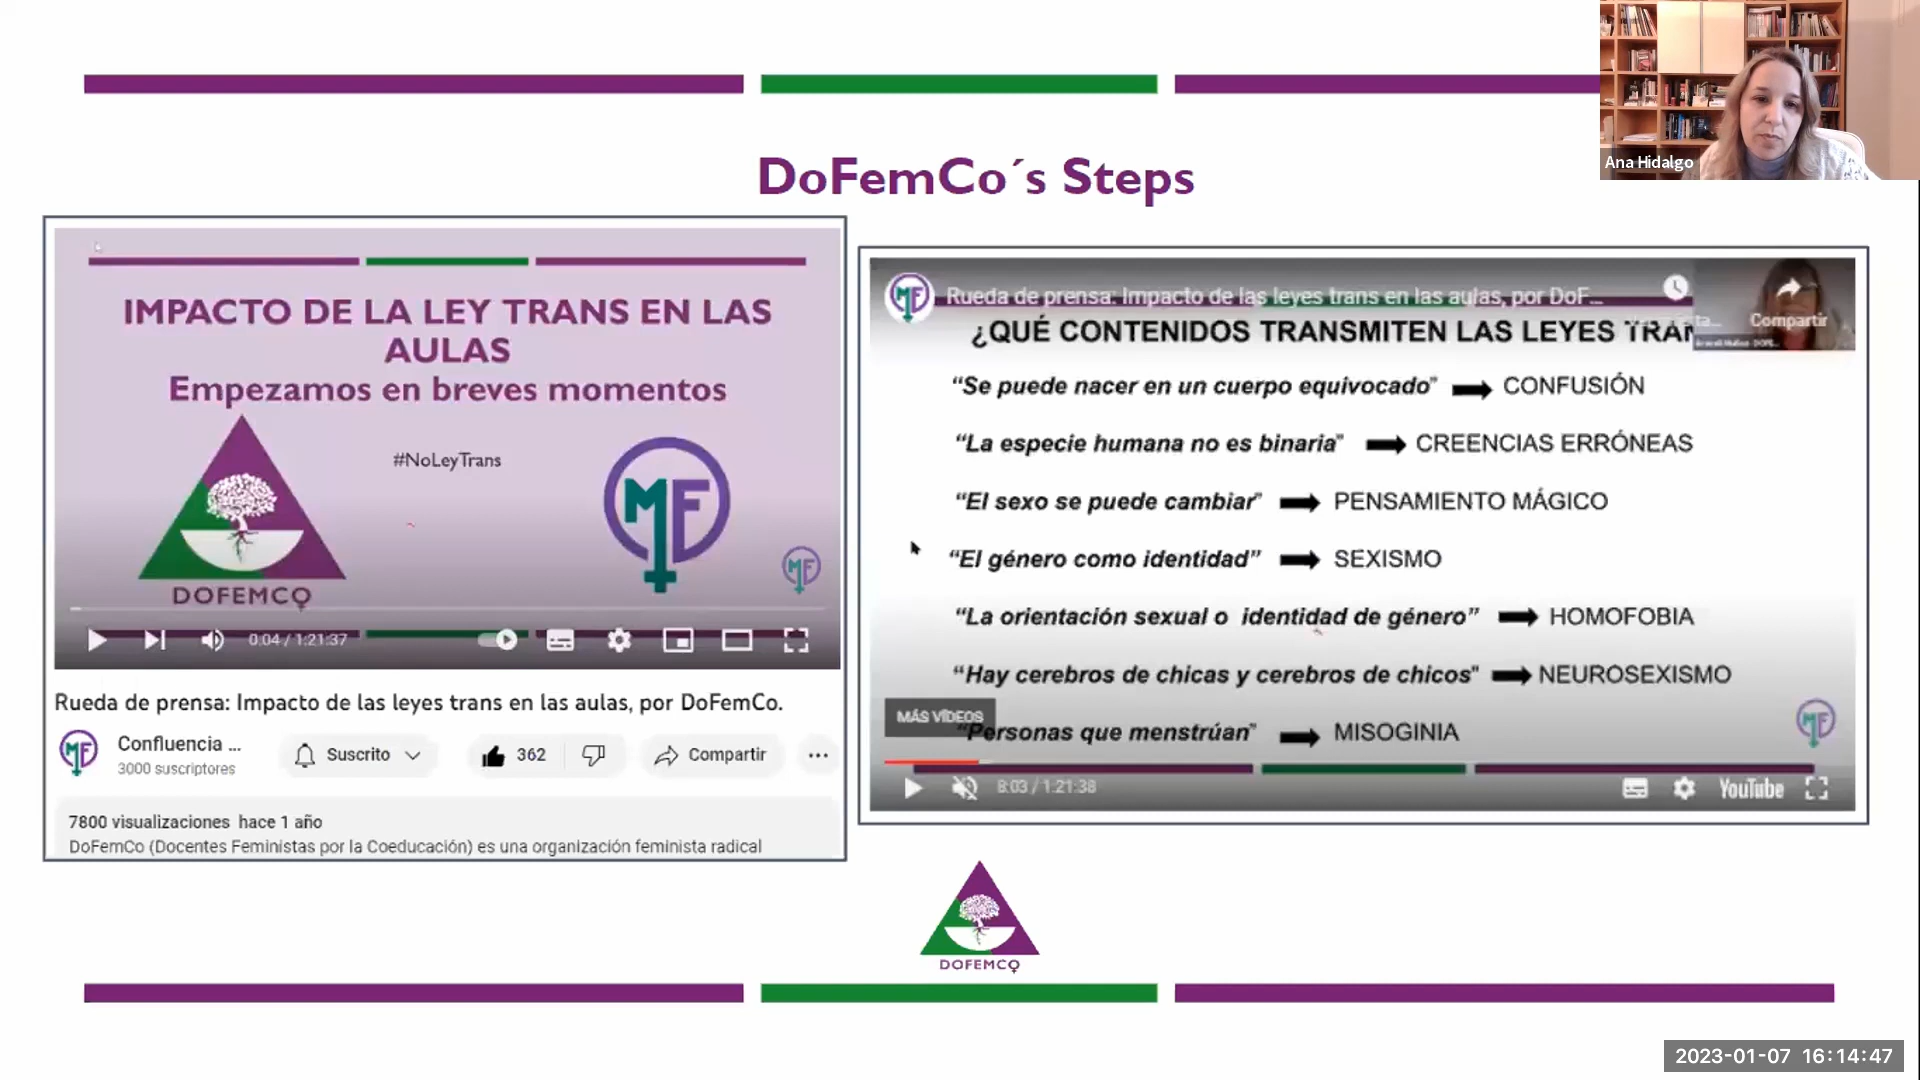 Ana Hidalgo
DoFemCo´s Steps
IMPACTO DE LA LEY TRANS EN LAS
AULAS
Empezamos en breves momentos
#NoLeyTrans
MF
DOFEMCO
MF
0:04 / 1:21:37
Rueda de prensa: Impacto de las leyes trans en las aulas, por DoFemCo.
MF
Confluencia ...
3000 suscriptores
Suscrito
362
Compartir
7800 visualizaciones hace 1 año
DoFemCo (Docentes Feministas por la Coeducación) es una organización feminista radical
MF
Rueda de prensa: Impacto de las leyes trans en las aulas, por DoF...
Compartir
¿QUÉ CONTENIDOS TRANSMITEN LAS LEYES TRAN
“Se puede nacer en un cuerpo equivocado” CONFUSIÓN
“La especie humana no es binaria” CREENCIAS ERRÓNEAS
“El sexo se puede cambiar” PENSAMIENTO MÁGICO
“El género como identidad” SEXISMO
“La orientación sexual o identidad de género” HOMOFOBIA
“Hay cerebros de chicas y cerebros de chicos” NEUROSEXISMO
MÁS VÍDEOS
“Personas que menstrúan” MISOGINIA
MF
8:03 / 1:21:38
YouTube
DOFEMCO
2023-01-07 16:14:47